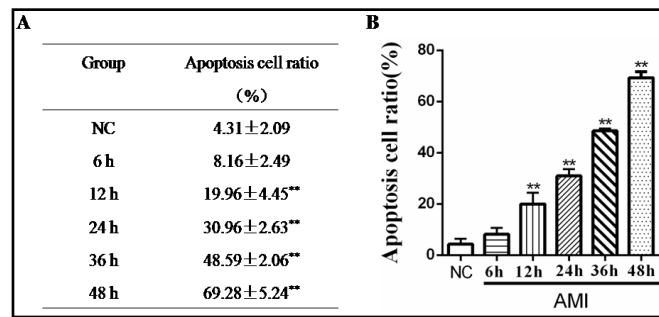 A
Group Apoptosis cell ratio
(%)
NC 4.31±2.09
6 h 8.16±2.49
12 h 19.96±4.45**
24 h 30.96±2.63**
36 h 48.59±2.06**
48 h 69.28±5.24**
B
Apoptosis cell ratio(%)
80
60
40
20
0
**
**
**
**
NC 6h 12h 24h 36h 48h
AMI